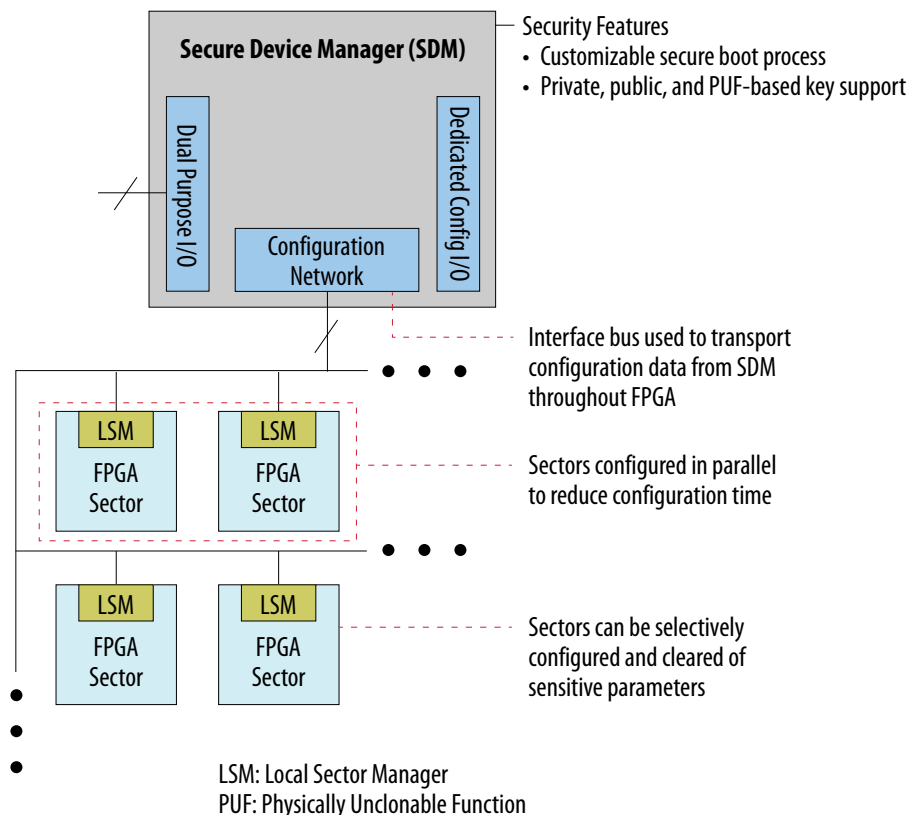 Secure Device Manager (SDM)
Security Features
• Customizable secure boot process
• Private, public, and PUF-based key support
Dual Purpose I/O
Dedicated Config I/O
Configuration
Network
Interface bus used to transport
configuration data from SDM
throughout FPGA
LSM
FPGA
Sector
LSM
FPGA
Sector
Sectors configured in parallel
to reduce configuration time
LSM
FPGA
Sector
LSM
FPGA
Sector
Sectors can be selectively
configured and cleared of
sensitive parameters
LSM: Local Sector Manager
PUF: Physically Unclonable Function